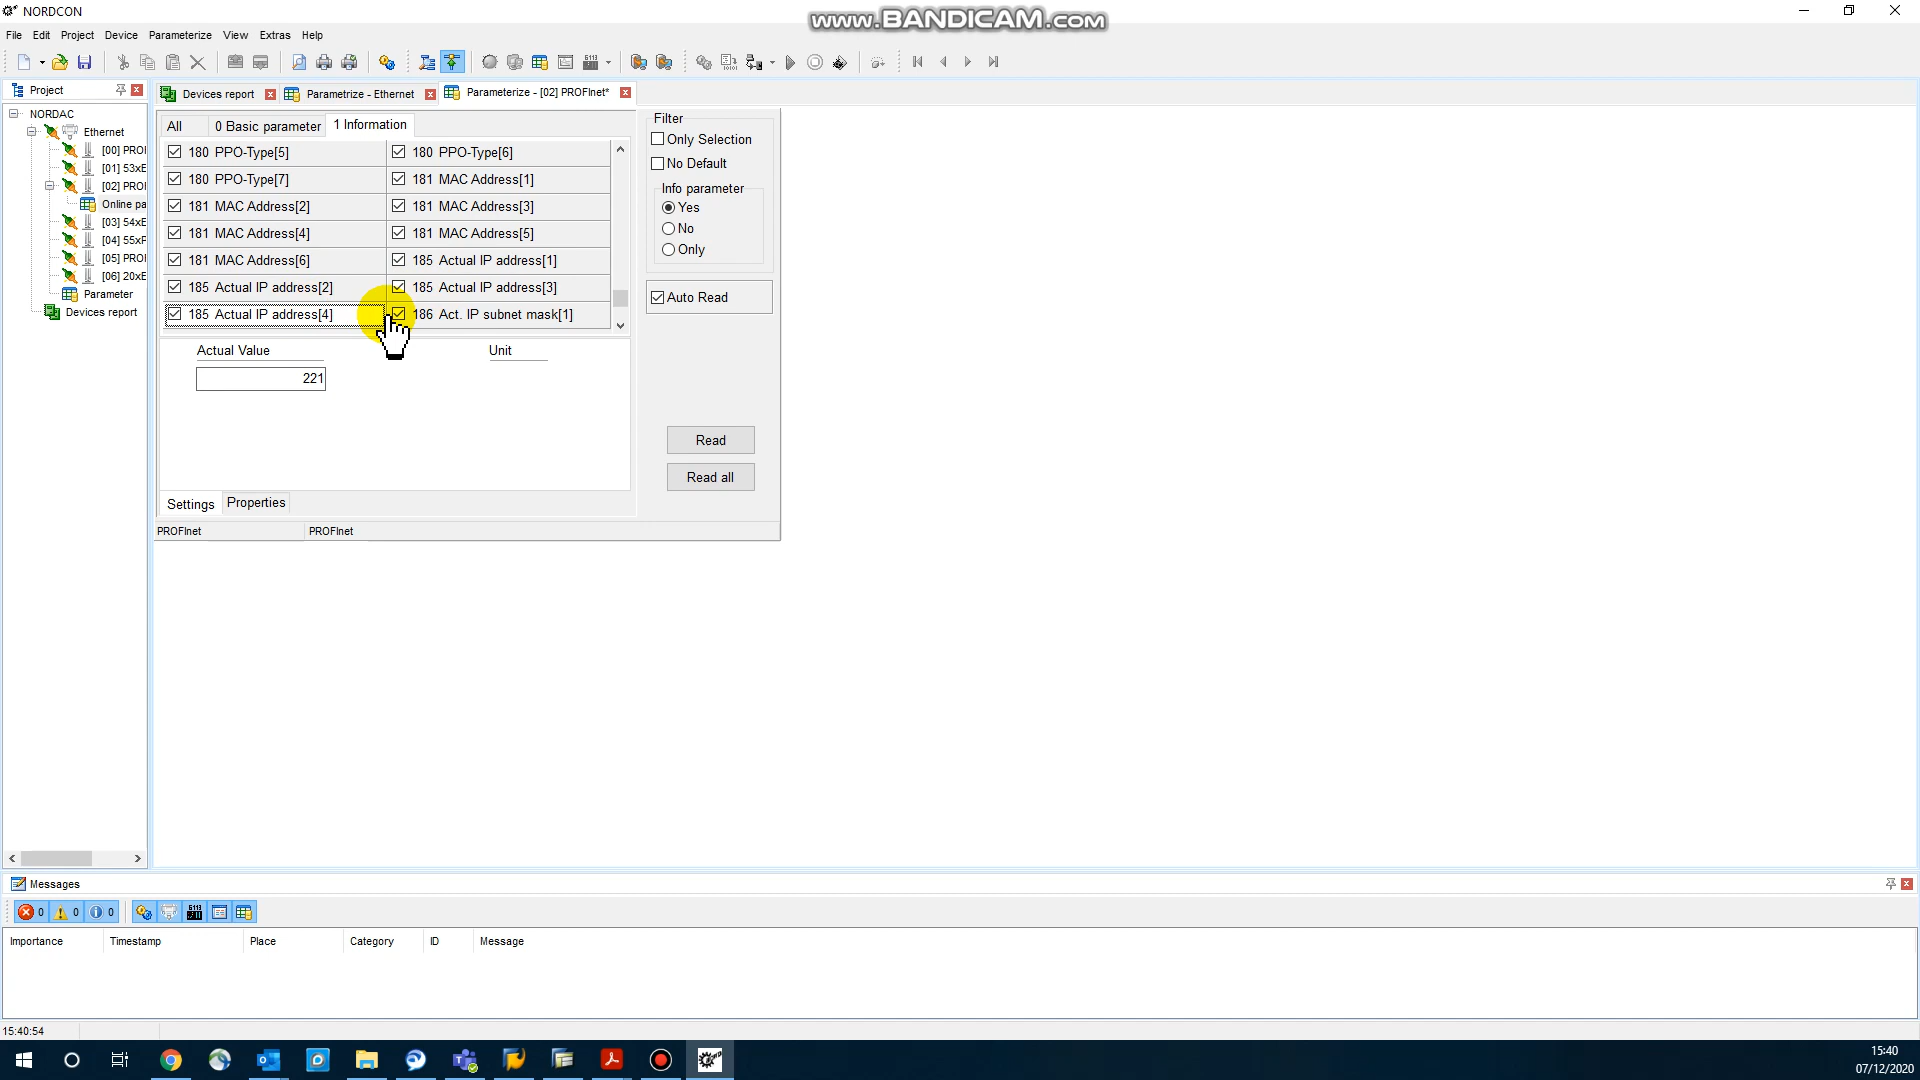 NORDCON
www.BANDICAM.com
File Edit Project Device Parameterize View Extras Help
Project
Devices report
Parametrize - Ethernet
Parameterize - [02] PROFInet*
NORDAC
Ethernet
[00] PROI
[01] 53xE
[02] PROI
Online pa
[03] 54xE
[04] 55xF
[05] PROI
[06] 20xE
Parameter
Devices report
All
0 Basic parameter
1 Information
180 PPO-Type[5]
180 PPO-Type[6]
180 PPO-Type[7]
181 MAC Address[1]
181 MAC Address[2]
181 MAC Address[3]
181 MAC Address[4]
181 MAC Address[5]
181 MAC Address[6]
185 Actual IP address[1]
185 Actual IP address[2]
185 Actual IP address[3]
185 Actual IP address[4]
186 Act. IP subnet mask[1]
Actual Value
Unit
221
Settings
Properties
PROFInet
PROFInet
Filter
Only Selection
No Default
Info parameter
Yes
No
Only
Auto Read
Read
Read all
Messages
0 0 0
Importance Timestamp Place Category ID Message
15:40:54
15:40
07/12/2020